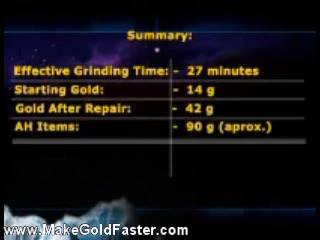 Summary:
Effective Grinding Time: - 27 minutes
Starting Gold: - 14 g
Gold After Repair: - 42 g
AH Items: - 90 g (aprox.)
www.MakeGoldFaster.com